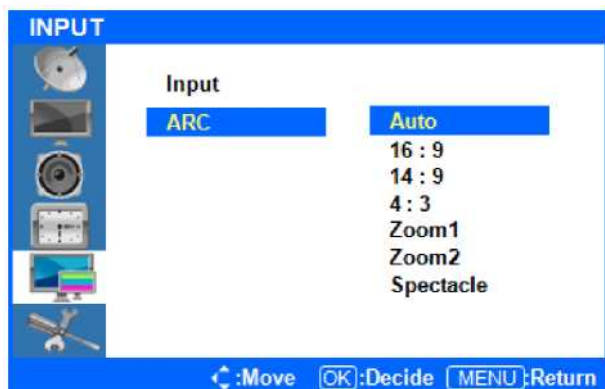 INPUT
Input
ARC
Auto
16 : 9
14 : 9
4 : 3
Zoom1
Zoom2
Spectacle
:Move OK:Decide MENU:Return